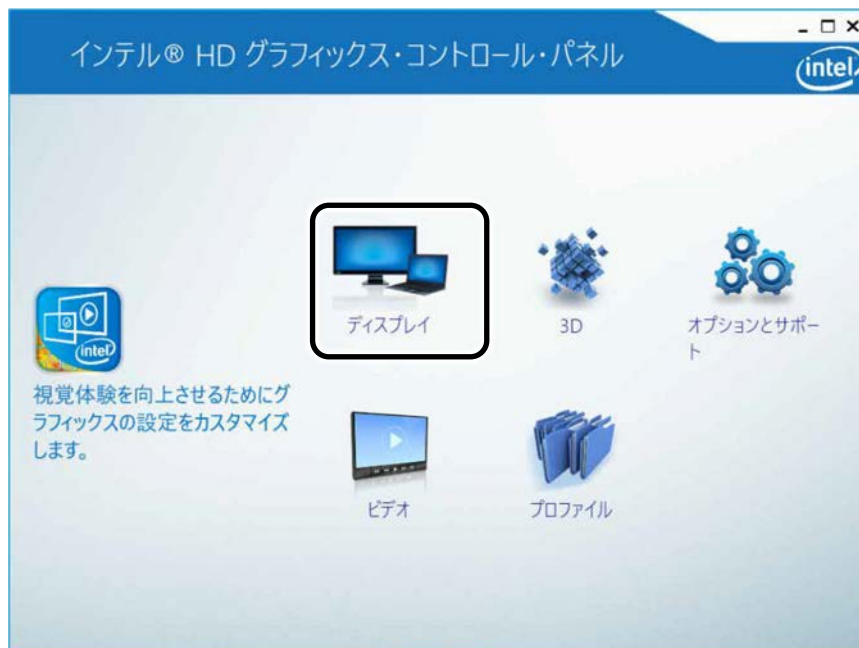 インテル® HD グラフィックス・コントロール・パネル
intel
ディスプレイ
3D
オプションとサポー
ト
intel
視覚体験を向上させるためにグ
ラフィックスの設定をカスタマイズ
します。
ビデオ
プロファイル